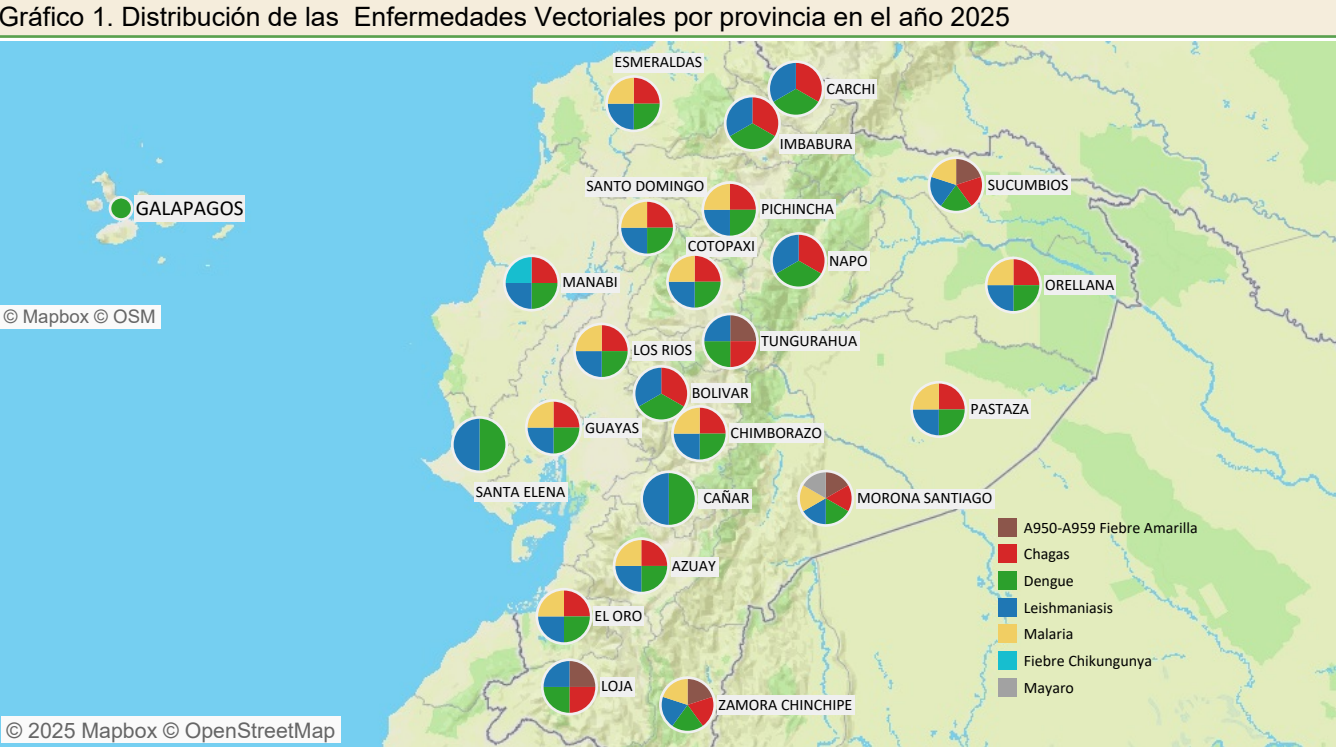 Gráfico 1. Distribución de las  Enfermedades Vectoriales por provincia en el año 2025
ESMERALDAS
CARCHI
IMBABURA
SANTO DOMINGO
SUCUMBIOS
GALAPAGOS
PICHINCHA
COTOPAXI
NAPO
MANABI
ORELLANA
© Mapbox © OSM
LOS RIOS
TUNGURAHUA
BOLIVAR
PASTAZA
GUAYAS
CHIMBORAZO
SANTA ELENA
CAÑAR
MORONA SANTIAGO
A950-A959 Fiebre Amarilla
Chagas
Dengue
Leishmaniasis
Malaria
Fiebre Chikungunya
Mayaro
AZUAY
EL ORO
LOJA
ZAMORA CHINCHIPE
© 2025 Mapbox © OpenStreetMap